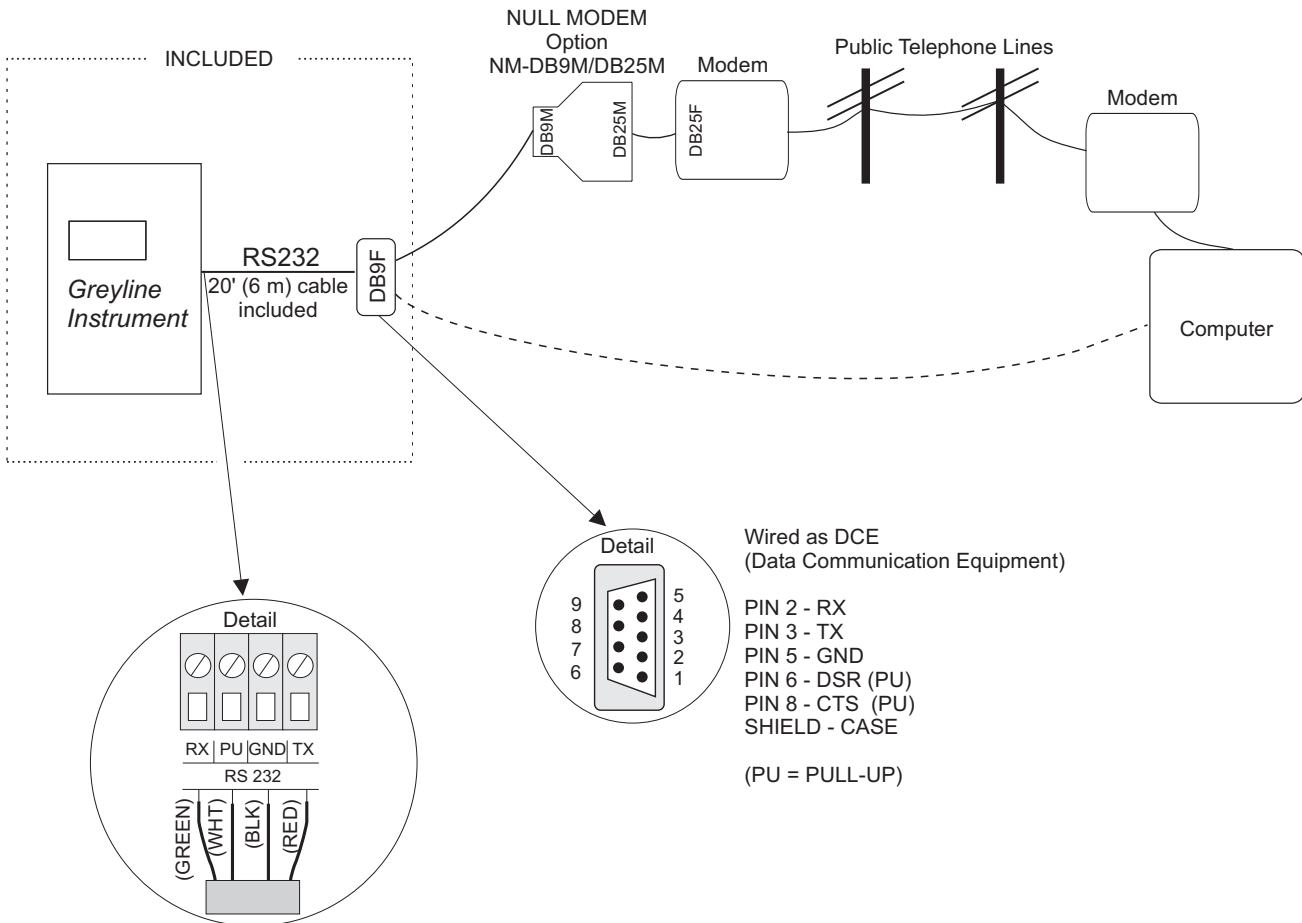 NULL MODEM
Option
NM-DB9M/DB25M
INCLUDED
Modem
Public Telephone Lines
Modem
DB9M
DB25M
DB25F
Greyline
Instrument
RS232
20' (6 m) cable
included
DB9F
Computer
Detail
9
8
7
6
5
4
3
2
1
Wired as DCE
(Data Communication Equipment)
PIN 2 - RX
PIN 3 - TX
PIN 5 - GND
PIN 6 - DSR (PU)
PIN 8 - CTS (PU)
SHIELD - CASE
(PU = PULL-UP)
Detail
RX PU GND TX
RS 232
(GREEN)
(WHT)
(BLK)
(RED)